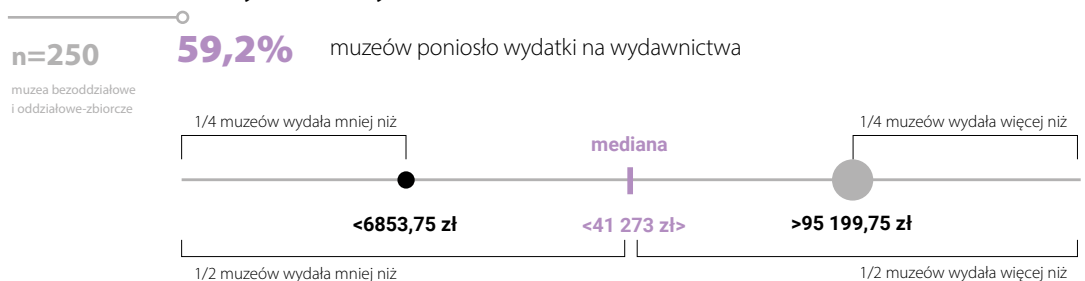 n=250
59,2% muzeów poniosło wydatki na wydawnictwa
muzea bezoddziałowe
i oddziałowe-zbiorcze
1/4 muzeów wydała mniej niż
1/4 muzeów wydała więcej niż
mediana
<6853,75 zł
<41 273 zł>
>95 199,75 zł
1/2 muzeów wydała mniej niż
1/2 muzeów wydała więcej niż